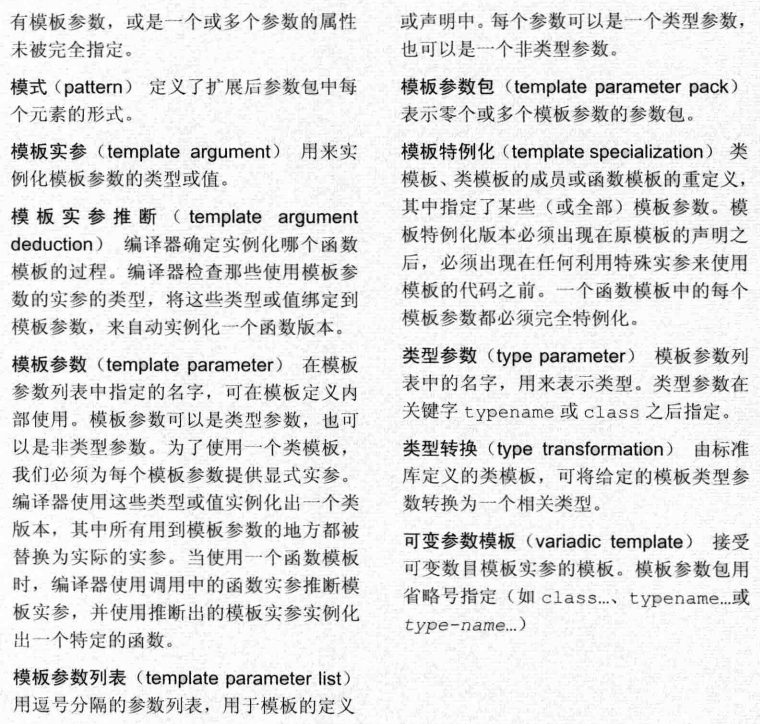 有模板参数，或是一个或多个参数的属性
未被完全指定。
模式（pattern） 定义了扩展后参数包中每
个元素的形式。
模板实参（template argument） 用来实
例化模板参数的类型或值。
模板实参推断（template argument
deduction） 编译器确定实例化哪个函数
模板的过程。编译器检查那些使用模板参
数的实参的类型，将这些类型或值绑定到
模板参数，来自动实例化一个函数版本。
模板参数（template parameter） 在模板
参数列表中指定的名字，可在模板定义内
部使用。模板参数可以是类型参数，也可
以是非类型参数。为了使用一个类模板，
我们必须为每个模板参数提供显式实参。
编译器使用这些类型或值实例化出一个类
版本，其中所有用到模板参数的地方都被
替换为实际的实参。当使用一个函数模板
时，编译器使用调用中的函数实参推断模
板实参，并使用推断出的模板实参实例化
出一个特定的函数。
模板参数列表（template parameter list）
用逗号分隔的参数列表，用于模板的定义
或声明中。每个参数可以是一个类型参数，
也可以是一个非类型参数。
模板参数包（template parameter pack）
表示零个或多个模板参数的参数包。
模板特例化（template specialization） 类
模板、类模板的成员或函数模板的重定义，
其中指定了某些（或全部）模板参数。模
板特例化版本必须出现在原模板的声明之
后，必须出现在任何利用特殊实参来使用
模板的代码之前。一个函数模板中的每个
模板参数都必须完全特例化。
类型参数（type parameter） 模板参数列
表中的名字，用来表示类型。类型参数在
关键字 typename 或 class 之后指定。
类型转换（type transformation） 由标准
库定义的类模板，可将给定的模板类型参
数转换为一个相关类型。
可变参数模板（variadic template） 接受
可变数目模板实参的模板。模板参数包用
省略号指定（如 class…、typename…或
type-name…）